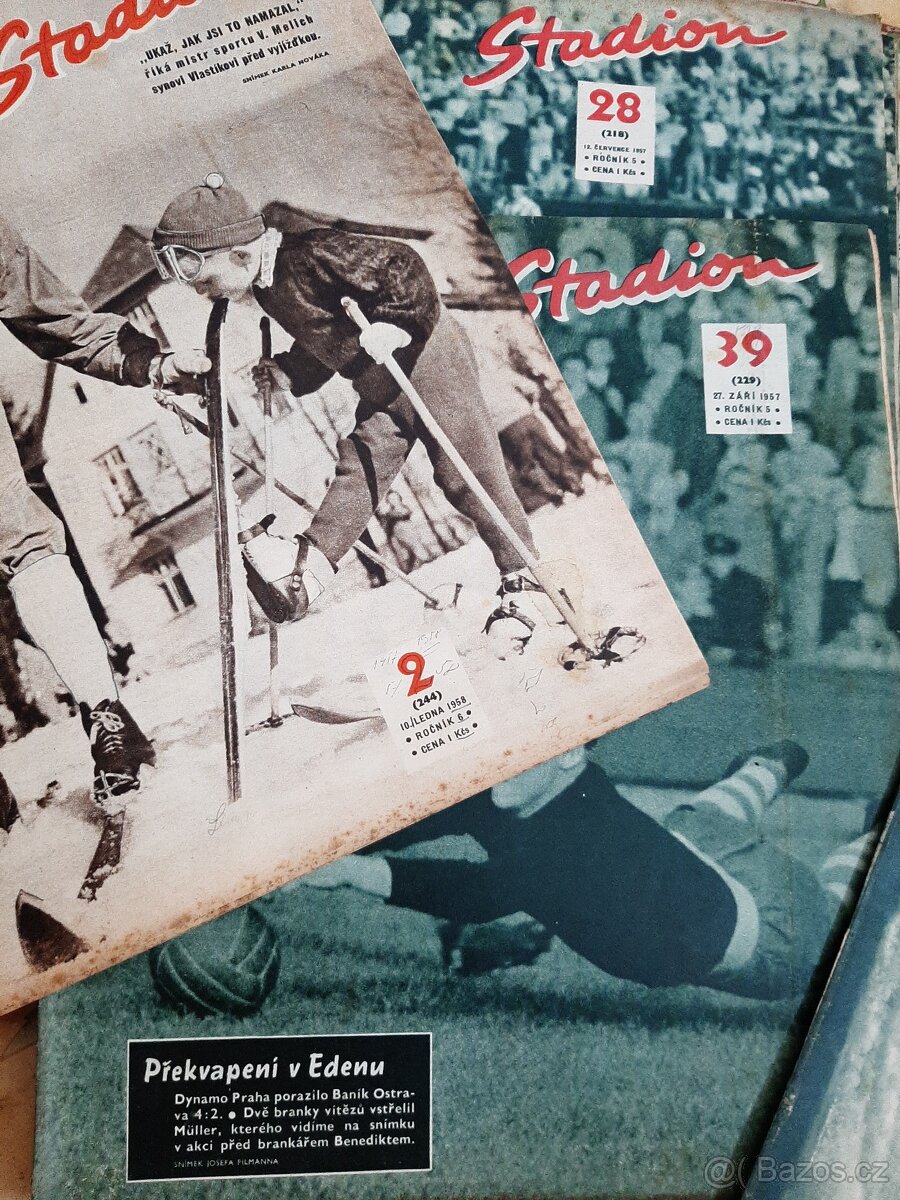 Stadion
„UKAŽ, JAK JSI TO NAMAZAL,“
říká mistr sportu V. Melich
synovi Vlastíkovi před vyjížďkou.
SNÍMEK KARLA NOVÁKA
2
(244)
10. LEDNA 1958
• ROČNÍK 6 •
• CENA 1 Kčs •
Stadion
28
(218)
12. ČERVENCE 1957
• ROČNÍK 5 •
• CENA 1 Kčs •
Stadion
39
(229)
27. ZÁŘÍ 1957
• ROČNÍK 5 •
• CENA 1 Kčs •
Překvapení v Edenu
Dynamo Praha porazilo Baník Ostra-
va 4:2. • Dvě branky vítězů vstřelil
Müller, kterého vidíme na snímku
v akci před brankářem Benediktem.
SNÍMEK JOSEFA FILMANNA
Bazos.cz